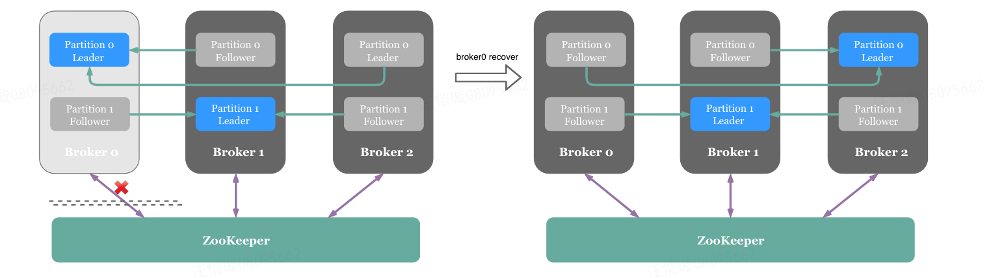 Partition 0
Leader
Partition 0
Follower
Partition 0
Leader
Partition 1
Follower
Partition 1
Leader
Partition 1
Follower
Broker 0
Broker 1
Broker 2
ZooKeeper
broker0 recover
Partition 0
Follower
Partition 0
Follower
Partition 0
Leader
Partition 1
Follower
Partition 1
Leader
Partition 1
Follower
Broker 0
Broker 1
Broker 2
ZooKeeper